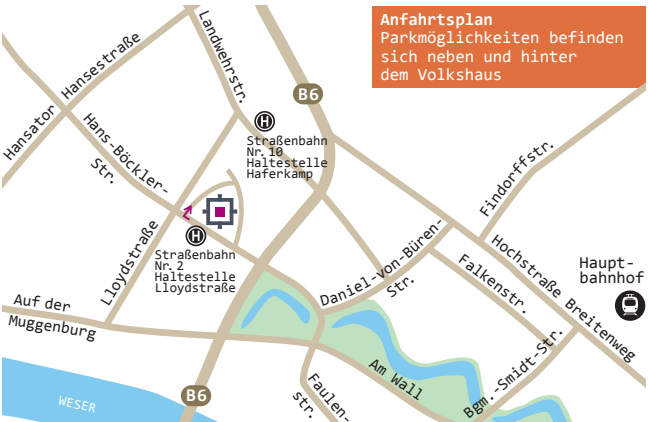 Anfahrtsplan
Parkmöglichkeiten befinden
sich neben und hinter
dem Volkshaus
Hansator
Hansestraße
Landwehrstr.
B6
H
Straßenbahn
Nr. 10
Haltestelle
Haferkamp
Hans-Böckler-
Str.
Findorffstr.
H
Straßenbahn
Nr. 2
Haltestelle
Lloydstraße
Lloydstraße
Daniel-von-Büren-
Str.
Falkenstr.
Hochstraße Breitenweg
Haupt-
bahnhof
Auf der
Muggenburg
Am Wall
Bgm.-Smidt-Str.
Faulen-
str.
B6
WESER